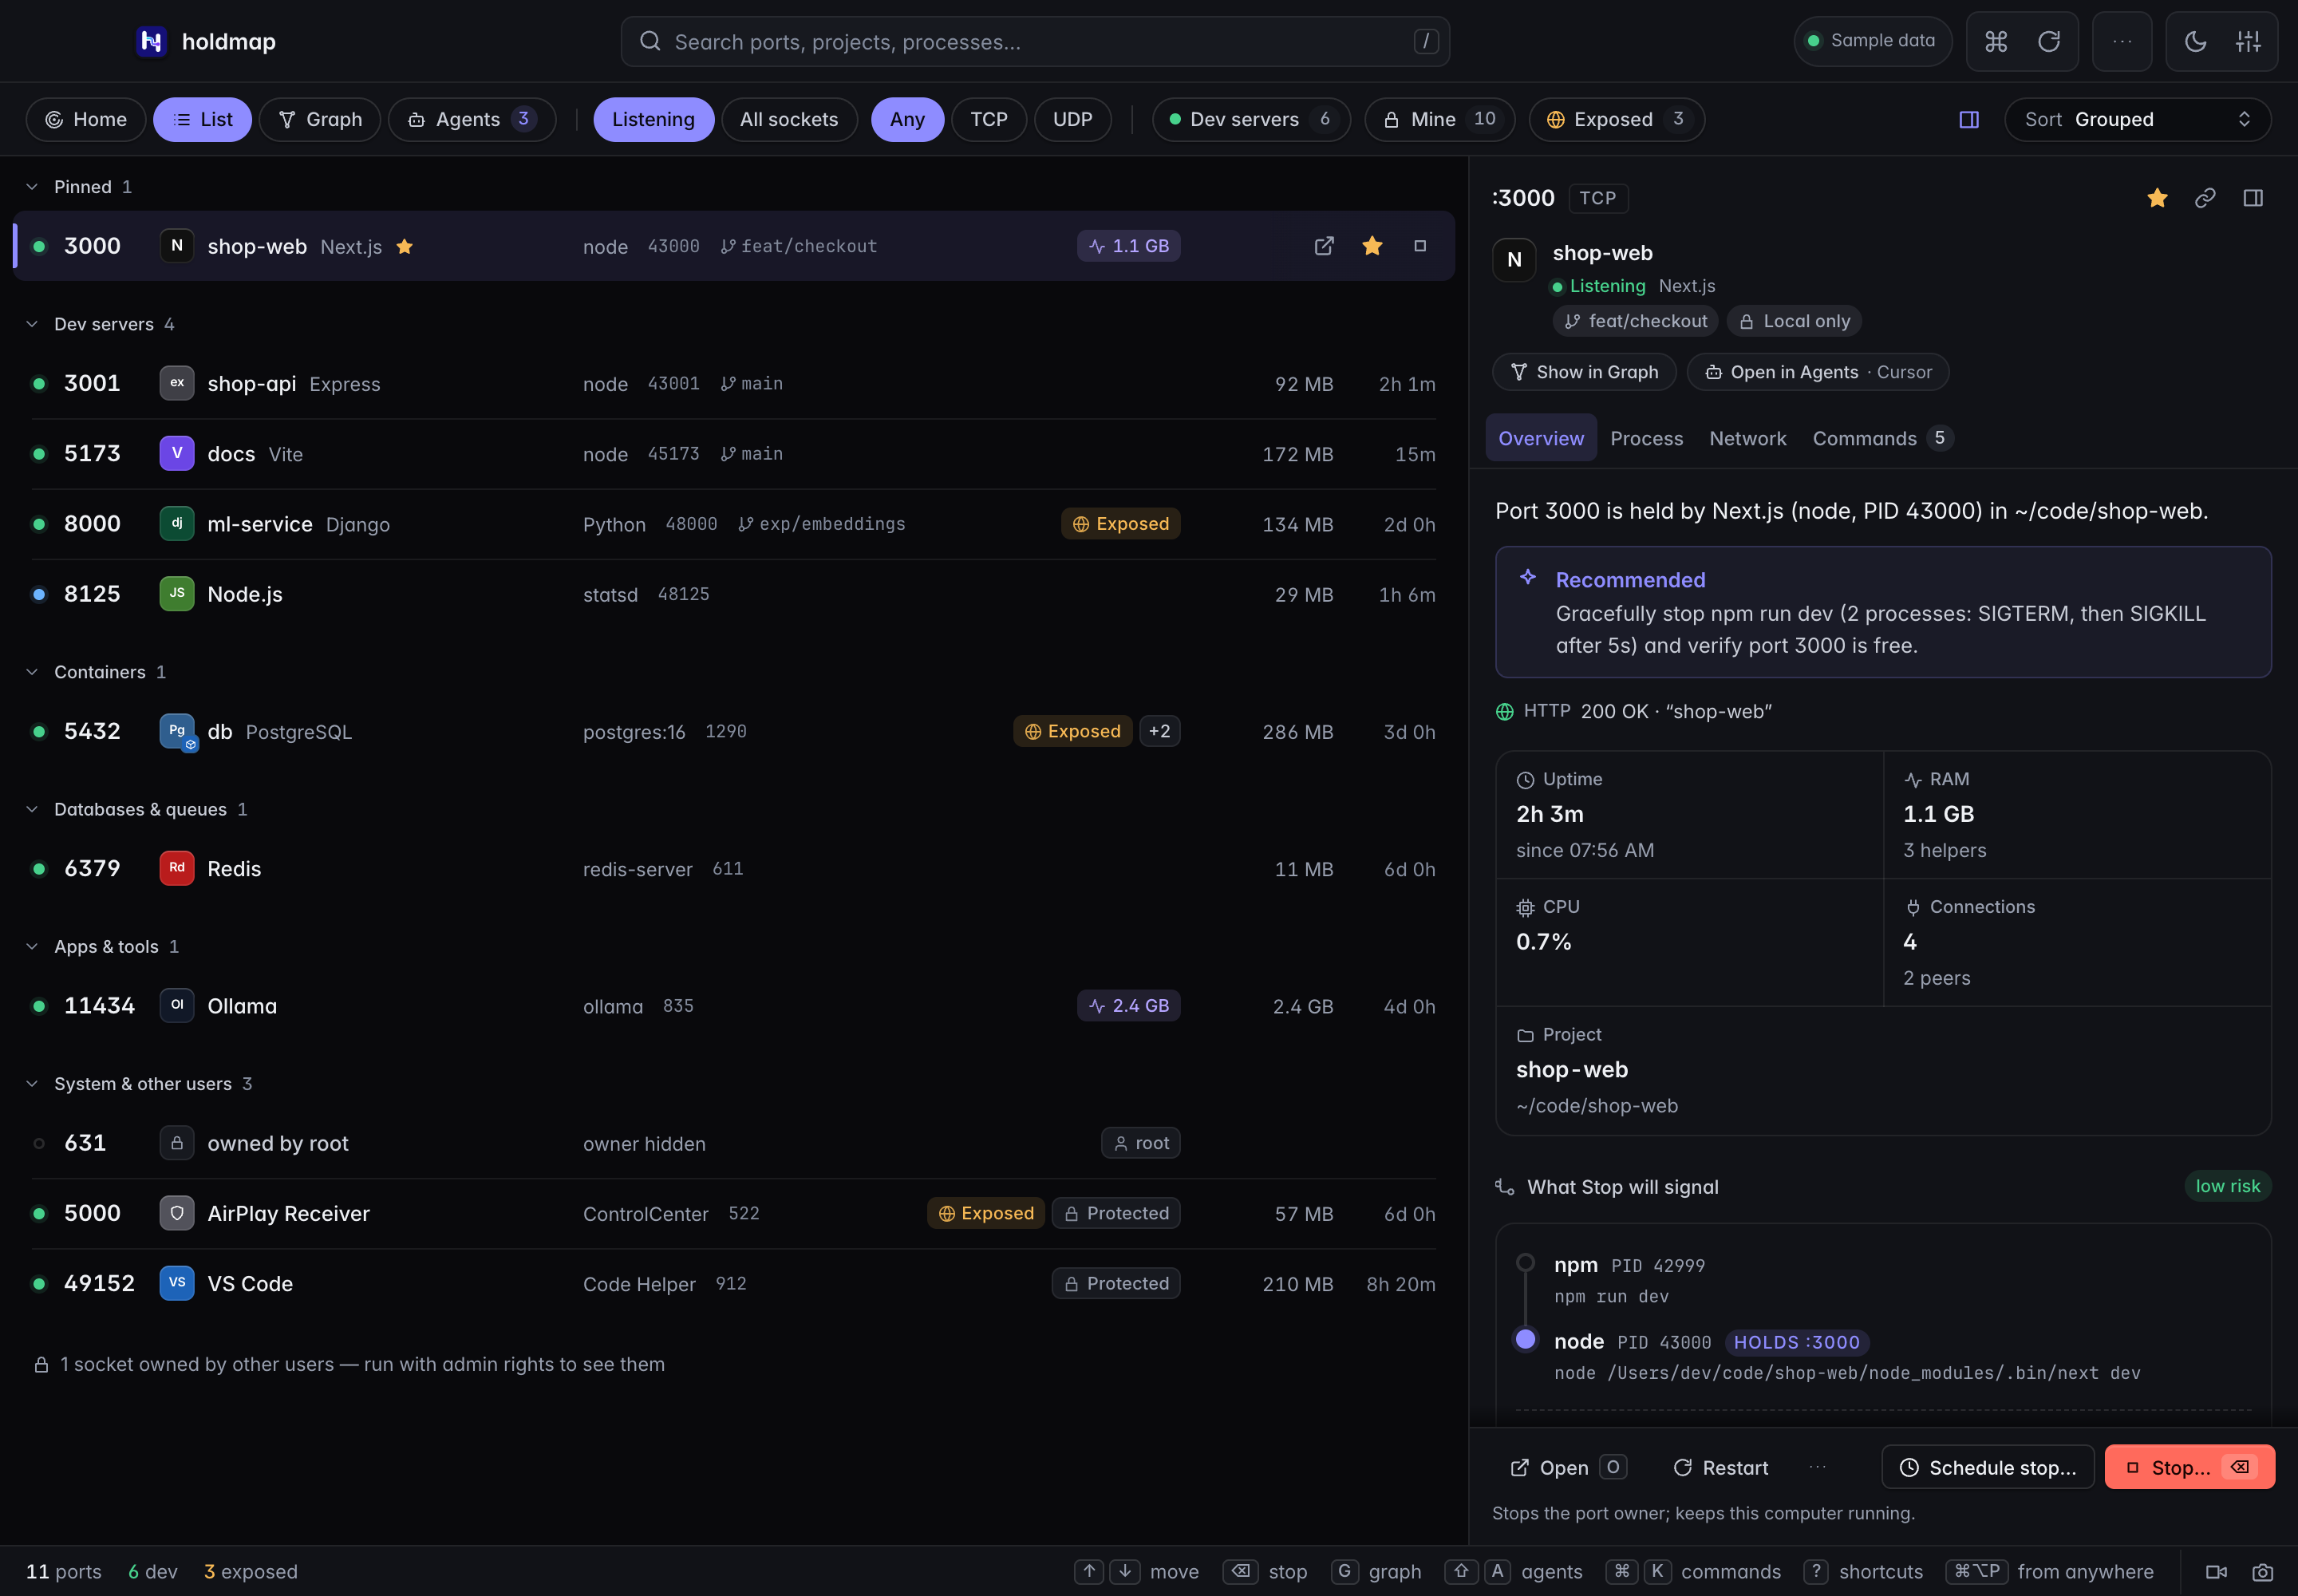 holdmap
Search ports, projects, processes... /
Sample data
Home List Graph Agents 3 Listening All sockets Any TCP UDP Dev servers 6 Mine 10 Exposed 3 Sort Grouped
Pinned 1
3000 N shop-web Next.js node 43000 feat/checkout 1.1 GB
Dev servers 4
3001 ex shop-api Express node 43001 main 92 MB 2h 1m
5173 V docs Vite node 45173 main 172 MB 15m
8000 dj ml-service Django Python 48000 exp/embeddings Exposed 134 MB 2d 0h
8125 JS Node.js statsd 48125 29 MB 1h 6m
Containers 1
5432 Pg db PostgreSQL postgres:16 1290 Exposed +2 286 MB 3d 0h
Databases & queues 1
6379 Rd Redis redis-server 611 11 MB 6d 0h
Apps & tools 1
11434 Ol Ollama ollama 835 2.4 GB 2.4 GB 4d 0h
System & other users 3
631 owned by root owner hidden root
5000 AirPlay Receiver ControlCenter 522 Exposed Protected 57 MB 6d 0h
49152 VS VS Code Code Helper 912 Protected 210 MB 8h 20m
1 socket owned by other users — run with admin rights to see them
:3000 TCP
N shop-web
Listening Next.js
feat/checkout Local only
Show in Graph Open in Agents · Cursor
Overview Process Network Commands 5
Port 3000 is held by Next.js (node, PID 43000) in ~/code/shop-web.
Recommended
Gracefully stop npm run dev (2 processes: SIGTERM, then SIGKILL
after 5s) and verify port 3000 is free.
HTTP 200 OK · “shop-web”
Uptime RAM
2h 3m 1.1 GB
since 07:56 AM 3 helpers
CPU Connections
0.7% 4
2 peers
Project
shop-web
~/code/shop-web
What Stop will signal low risk
npm PID 42999
npm run dev
node PID 43000 HOLDS :3000
node /Users/dev/code/shop-web/node_modules/.bin/next dev
Open O Restart ... Schedule stop... Stop... ⌫
Stops the port owner; keeps this computer running.
11 ports 6 dev 3 exposed ↑ ↓ move ⌫ stop G graph ⇧ A agents ⌘ K commands ? shortcuts ⌘⌥P from anywhere